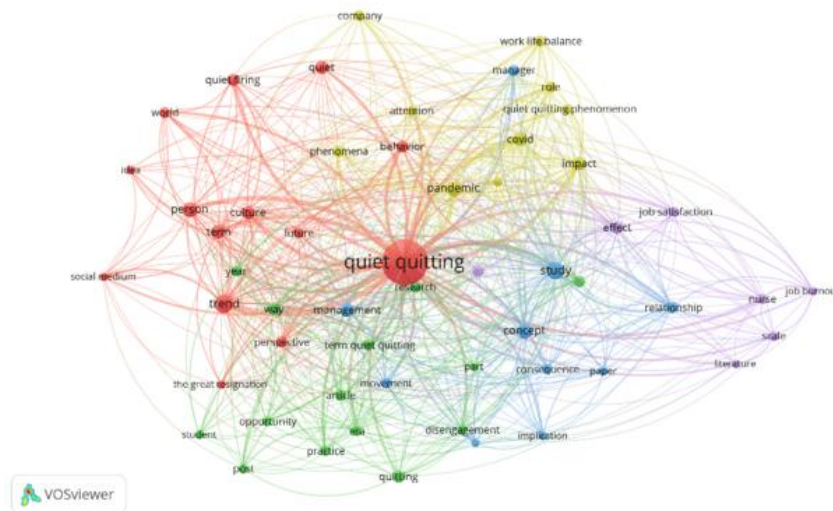 company
work life balance
manager
quiet
quiet firing
role
attention
quiet quitting phenomenon
world
covid
behavior
phenomena
impact
idea
pandemic
person
culture
job satisfaction
term
future
effect
quiet quitting
year
study
social medium
research
job burnou
nurse
trend
way
management
relationship
concept
scale
perspective
term quiet quitting
part
consequence
paper
literature
the great resignation
movement
article
opportunity
student
era
disengagement
implication
practice
post
quitting
VOSviewer